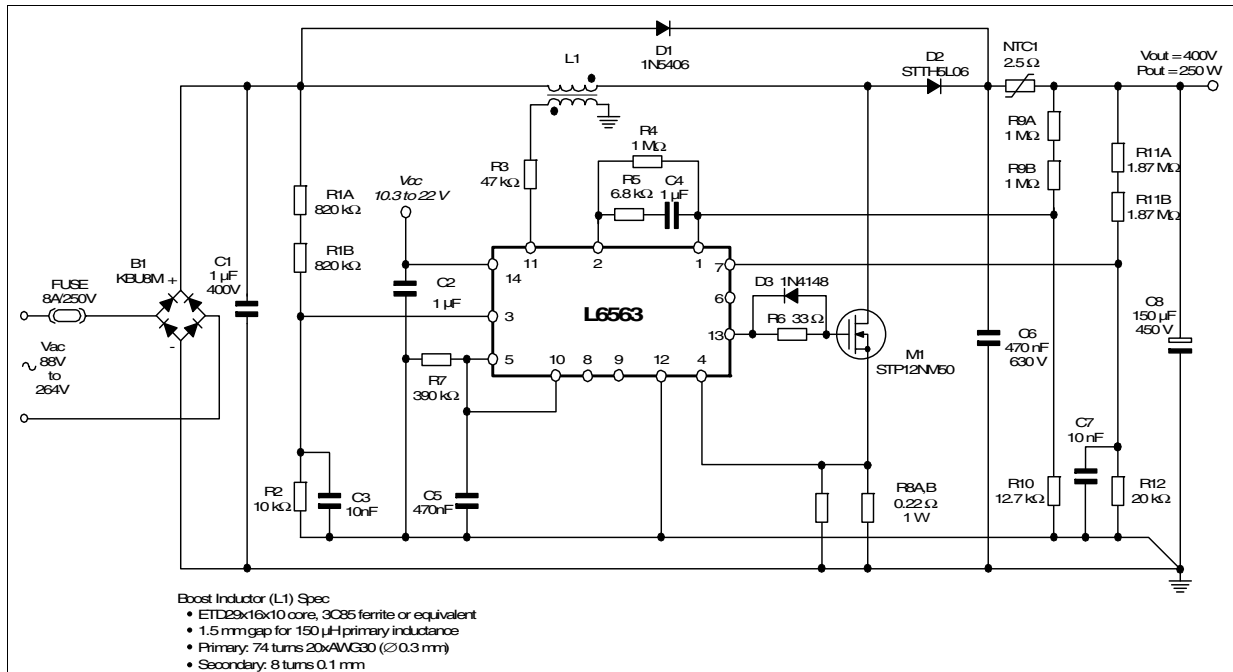 D1
1N5406
L1
D2
STTH5L06
NTC1
2.5 Ω
Vout = 400V
Pout = 250 W
R4
1 MΩ
R9A
1 MΩ
R3
47 kΩ
R5
6.8 kΩ
C4
1 µF
R11A
1.87 MΩ
R9B
1 MΩ
Vcc
10.3 to 22 V
R1A
820 kΩ
R11B
1.87 MΩ
R1B
820 kΩ
B1
KBU8M
+
-
C1
1 µF
400V
FUSE
8A/250V
C2
1 µF
11
2
1
14
7
3
6
13
5
10
8
9
12
4
L6563
D3 1N4148
R6 33 Ω
M1
STP12NM50
C6
470 nF
630 V
C8
150 µF
450 V
Vac
88V
to
264V
~
R7
390 kΩ
C7
10 nF
R2
10 kΩ
C3
10nF
C5
470nF
R8A,B
0.22 Ω
1 W
R10
12.7 kΩ
R12
20 kΩ
Boost Inductor (L1) Spec
• ETD29x16x10 core, 3C85 ferrite or equivalent
• 1.5 mm gap for 150 µH primary inductance
• Primary: 74 turns 20xAWG30 (∅ 0.3 mm)
• Secondary: 8 turns 0.1 mm